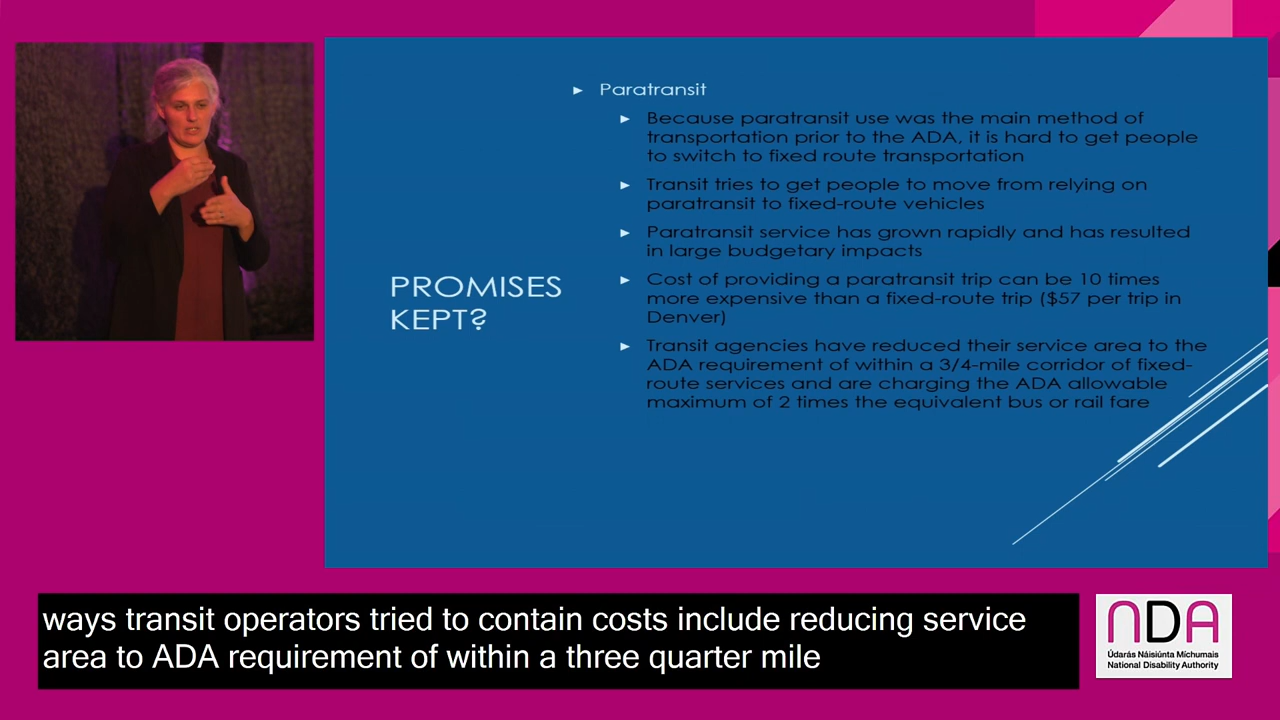 Paratransit
Because paratransit use was the main method of
transportation prior to the ADA, it is hard to get people
to switch to fixed route transportation
Transit tries to get people to move from relying on
paratransit to fixed-route vehicles
Paratransit service has grown rapidly and has resulted
in large budgetary impacts
PROMISES
KEPT?
Cost of providing a paratransit trip can be 10 times
more expensive than a fixed-route trip ($57 per trip in
Denver)
Transit agencies have reduced their service area to the
ADA requirement of within a 3/4-mile corridor of fixed-
route services and are charging the ADA allowable
maximum of 2 times the equivalent bus or rail fare
ways transit operators tried to contain costs include reducing service
area to ADA requirement of within a three quarter mile
NDA
Údarás Náisiúnta Míchumais
National Disability Authority